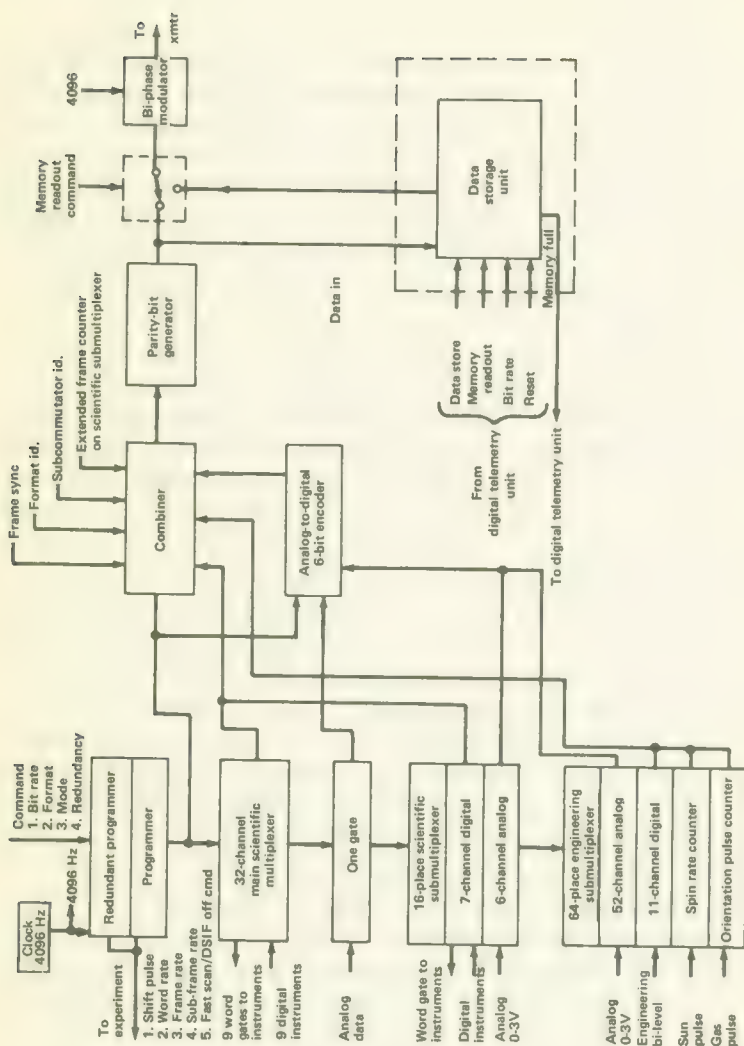 Clock
4096 Hz
4096 Hz
Command
1. Bit rate
2. Format
3. Mode
4. Redundancy
Redundant programmer
Programmer
To
experiment
1. Shift pulse
2. Word rate
3. Frame rate
4. Sub-frame rate
5. Fast scan/DSIF off cmd
32-channel
main scientific
multiplexer
9 word
gates to
instruments
9 digital
instruments
One gate
Analog
data
16-place scientific
submultiplexer
7-channel digital
6-channel analog
Word gate to
instruments
Digital
instruments
Analog
0-3V
64-place engineering
submultiplexer
52-channel analog
11-channel digital
Spin rate counter
Orientation pulse counter
Analog
0-3V
Engineering
bi-level
Sun
pulse
Gas
pulse
Frame sync
Format id.
Subcommutator id.
Extended frame counter
on scientific submultiplexer
Combiner
Analog-to-digital
6-bit encoder
Parity-bit
generator
Memory
readout
command
4096
Bi-phase
modulator
To
xmtr
Data in
Data
storage
unit
Memory full
Data store
Memory
readout
Bit rate
Reset
From
digital telemetry
unit
To digital telemetry unit